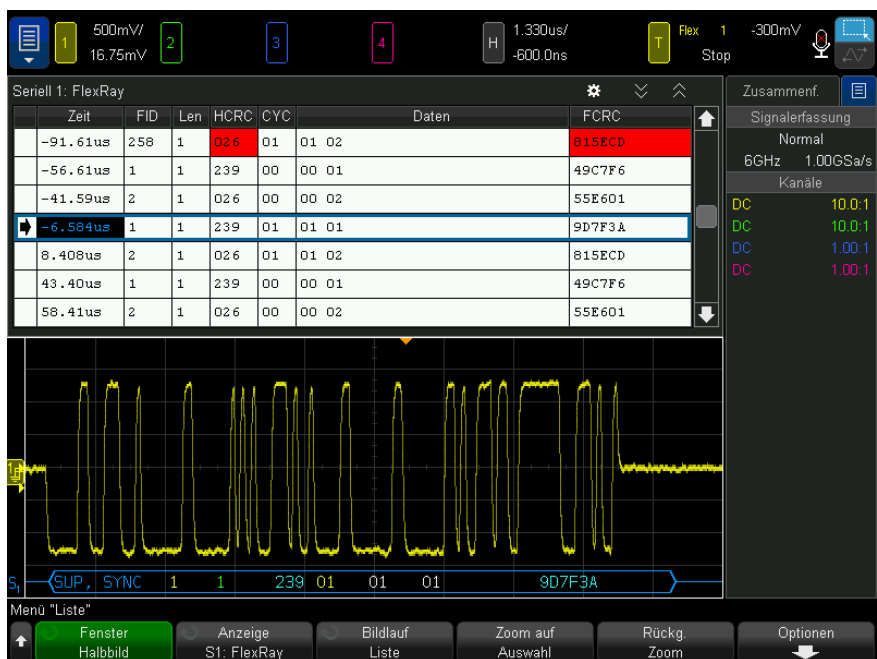 1 500mV/ 16.75mV 2 3 4 H 1.330us/ -600.0ns T Flex 1 -300mV Stop
Seriell 1: FlexRay
Zeit FID Len HCRC CYC Daten FCRC
-91.61us 258 1 026 01 01 02 815ECD
-56.61us 1 1 239 00 00 01 49C7F6
-41.59us 2 1 026 00 00 02 55E601
-6.584us 1 1 239 01 01 01 9D7F3A
8.408us 2 1 026 01 01 02 815ECD
43.40us 1 1 239 00 00 01 49C7F6
58.41us 2 1 026 00 00 02 55E601
Zusammenf.
Signalerfassung
Normal
6GHz 1.00GSa/s
Kanäle
DC 10.0:1
DC 10.0:1
DC 1.00:1
DC 1.00:1
1
S1 SUP, SYNC 1 1 239 01 01 01 9D7F3A
Menü "Liste"
Fenster Halbbild
Anzeige S1: FlexRay
Bildlauf Liste
Zoom auf Auswahl
Rückg. Zoom
Optionen